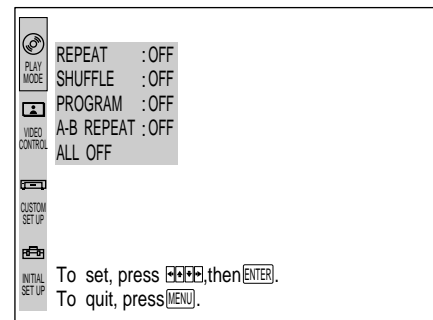 PLAY
MODE
VIDEO
CONTROL
CUSTOM
SET UP
INITIAL
SET UP
REPEAT :OFF
SHUFFLE :OFF
PROGRAM :OFF
A-B REPEAT :OFF
ALL OFF
To set, press ←↑↓→,then ENTER.
To quit, press MENU.